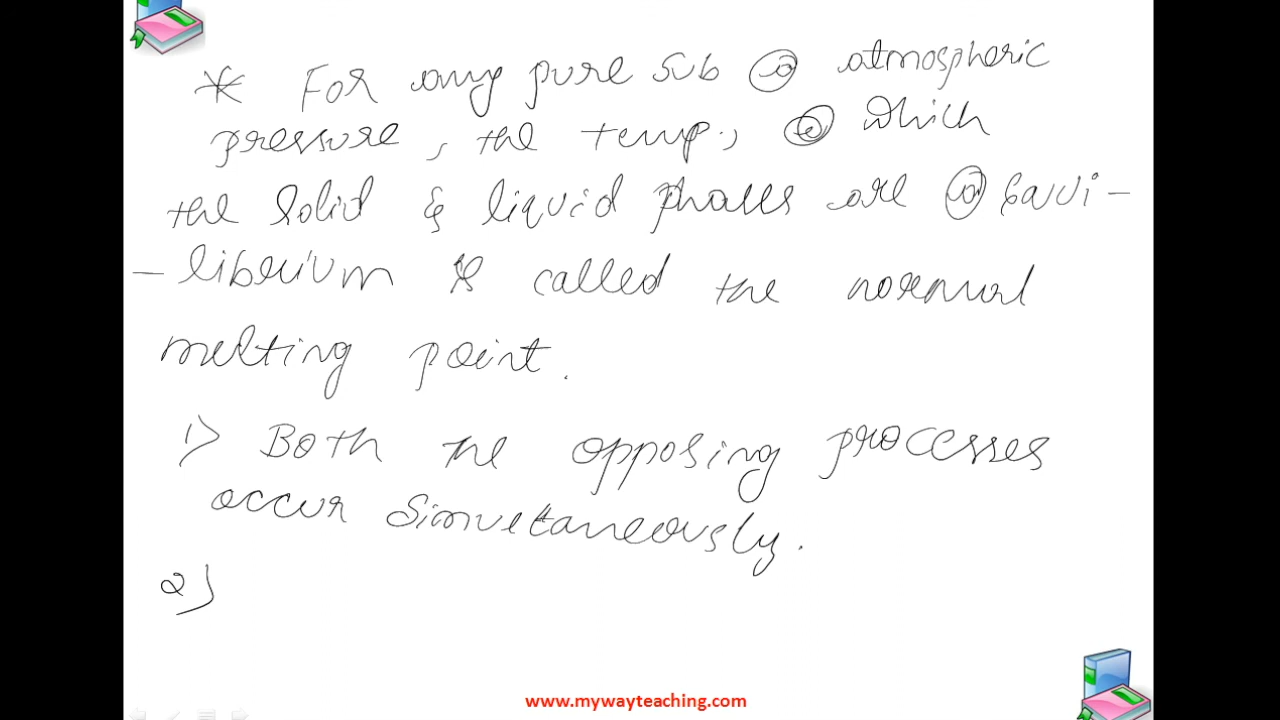 * For any pure sub @ atmospheric
pressure, the temp., @ which
the solid & liquid phases are @ equi-
-librium is called the normal
melting point.
1) Both the opposing processes
occur simultaneously.
2)
www.mywayteaching.com